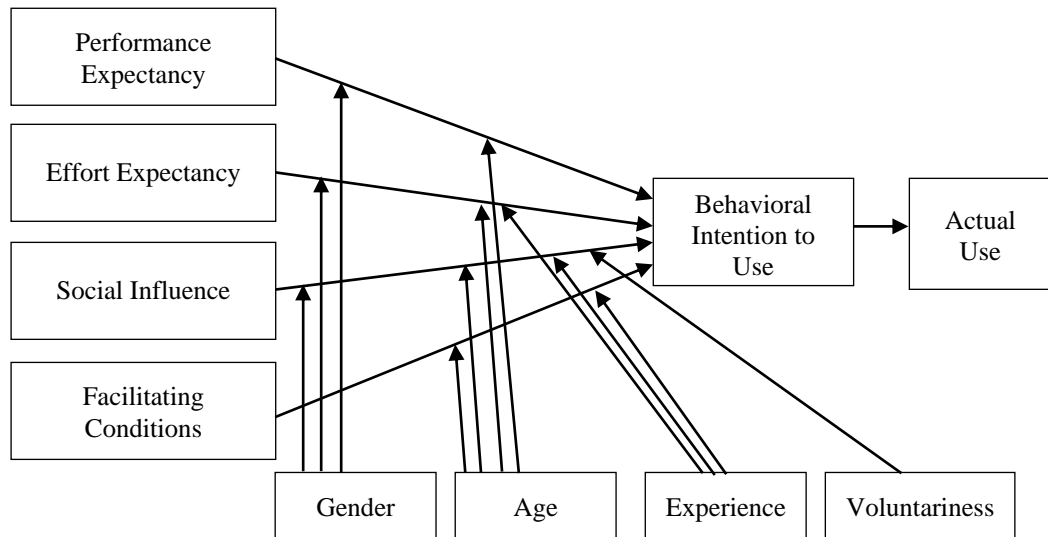 Performance
Expectancy
Effort Expectancy
Social Influence
Facilitating
Conditions
Behavioral
Intention to
Use
Actual
Use
Gender
Age
Experience
Voluntariness